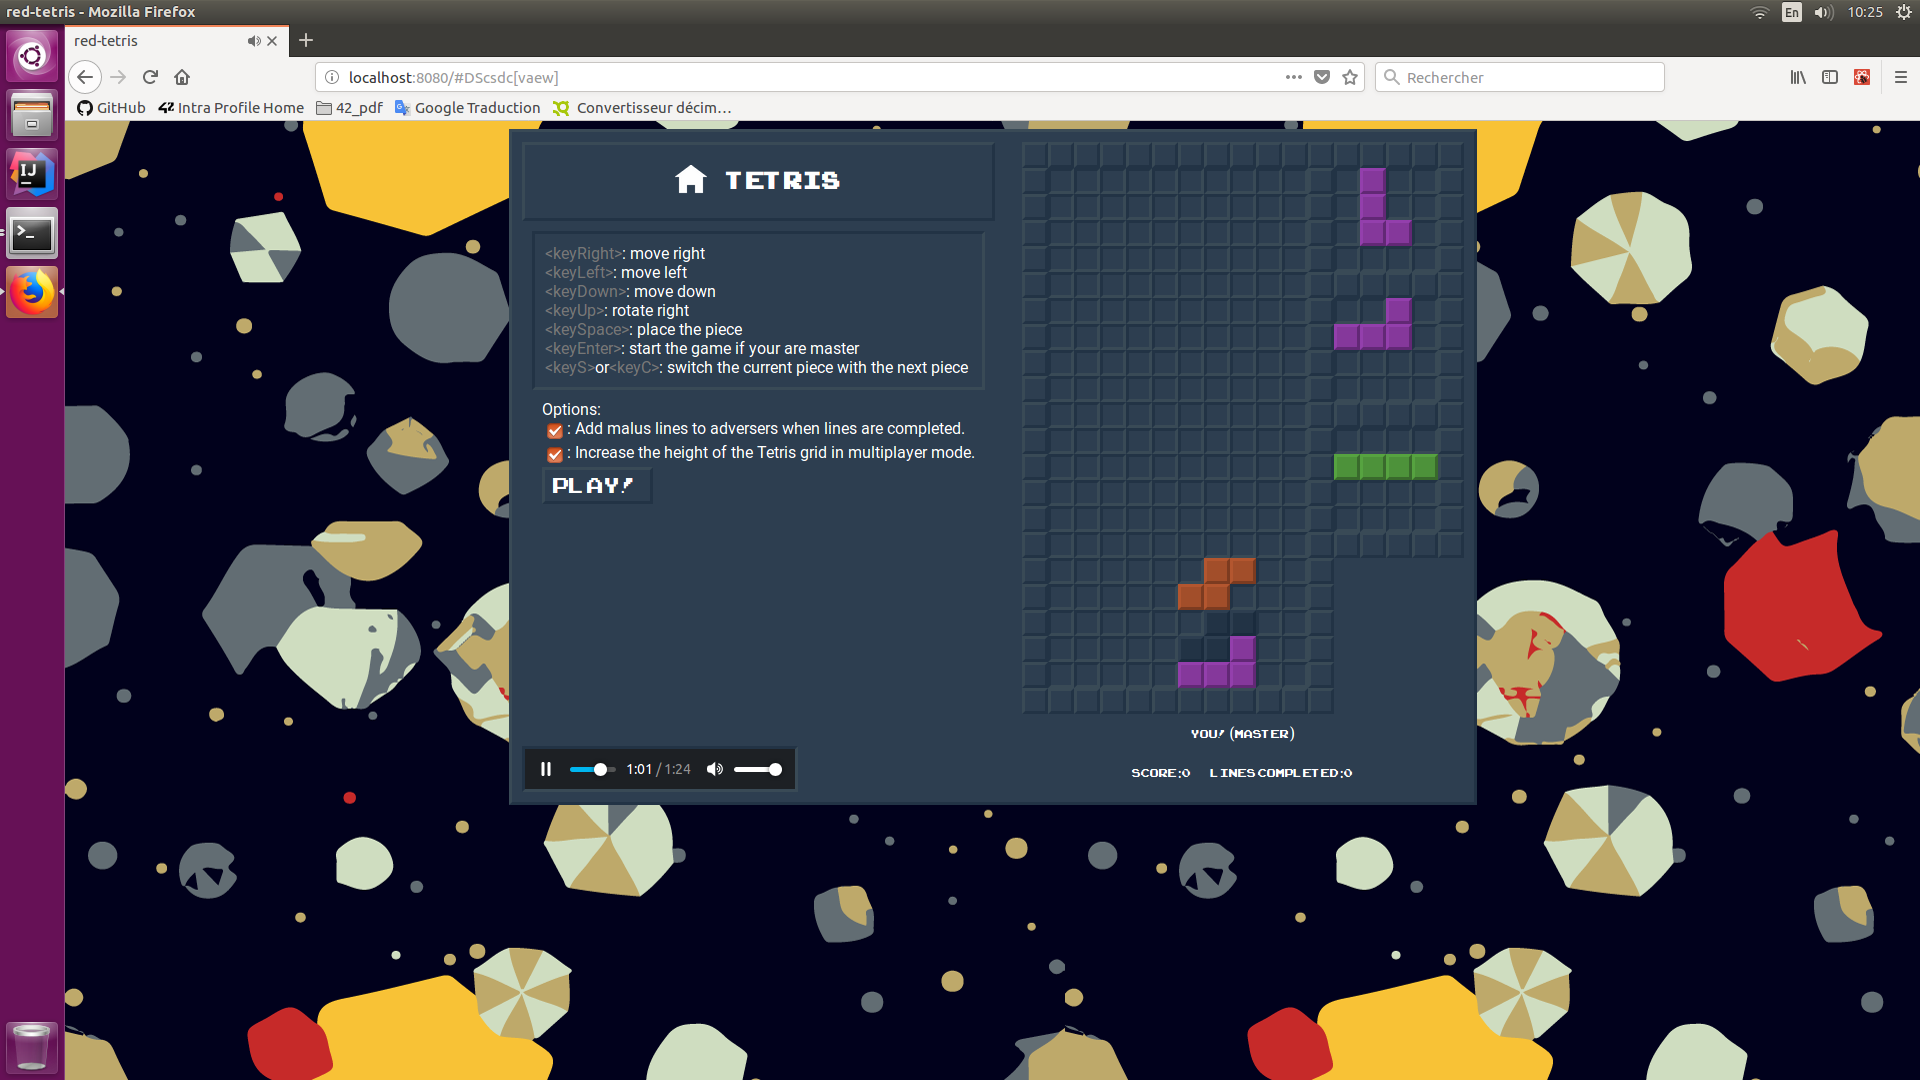 red-tetris - Mozilla Firefox
En
10:25
red-tetris
localhost:8080/#DScsdc[vaew]
Rechercher
GitHub
42 Intra Profile Home
42_pdf
Google Traduction
Convertisseur décim…
TETRIS
<keyRight>: move right
<keyLeft>: move left
<keyDown>: move down
<keyUp>: rotate right
<keySpace>: place the piece
<keyEnter>: start the game if your are master
<keyS>or<keyC>: switch the current piece with the next piece
Options:
: Add malus lines to adversers when lines are completed.
: Increase the height of the Tetris grid in multiplayer mode.
PLAY!
YOU! (MASTER)
SCORE:0 LINES COMPLETED:0
1:01 / 1:24
IJ